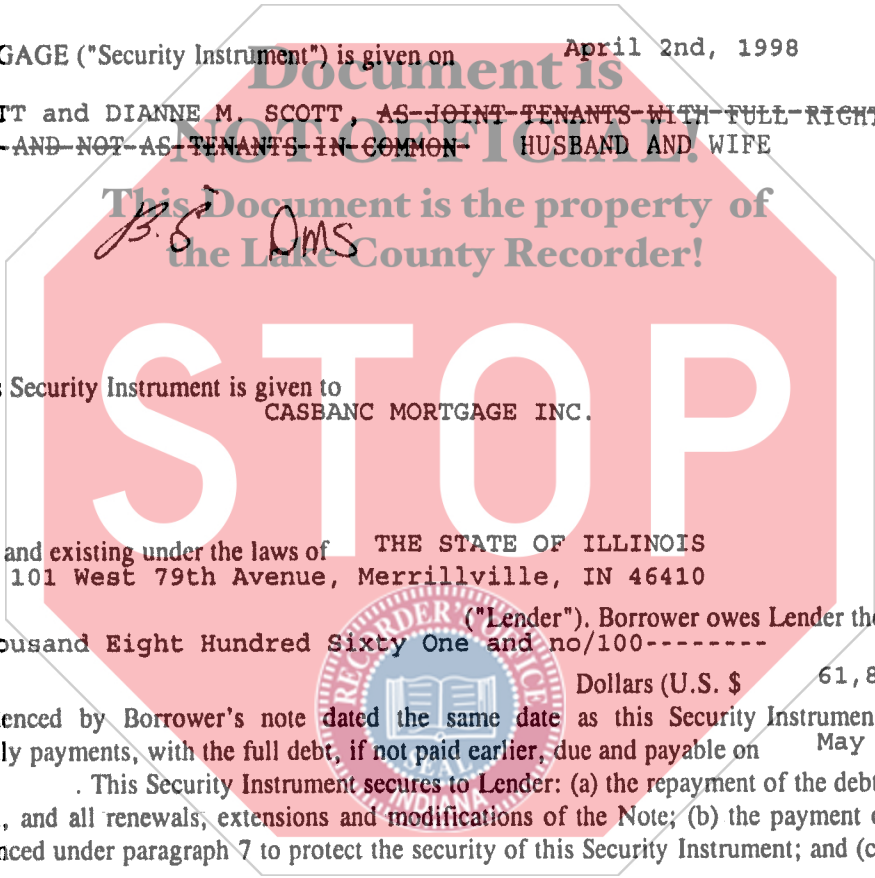 GAGE ("Security Instrument") is given on April 2nd, 1998
Document is
TT and DIANNE M. SCOTT, AS JOINT TENANTS WITH FULL RIGHT
AND NOT AS TENANTS IN COMMON HUSBAND AND WIFE
NOT OFFICIAL!
This Document is the property of
B.S DMS
the Lake County Recorder!
STOP
s Security Instrument is given to
CASBANC MORTGAGE INC.
and existing under the laws of THE STATE OF ILLINOIS
101 West 79th Avenue, Merrillville, IN 46410
("Lender"). Borrower owes Lender the
ousand Eight Hundred Sixty One and no/100--------
Dollars (U.S. $ 61,8
enced by Borrower's note dated the same date as this Security Instrumen
ly payments, with the full debt, if not paid earlier, due and payable on May
. This Security Instrument secures to Lender: (a) the repayment of the debt
, and all renewals, extensions and modifications of the Note; (b) the payment o
nced under paragraph 7 to protect the security of this Security Instrument; and (c
RECORDER'S OFFICE
SEAL
INDIANA